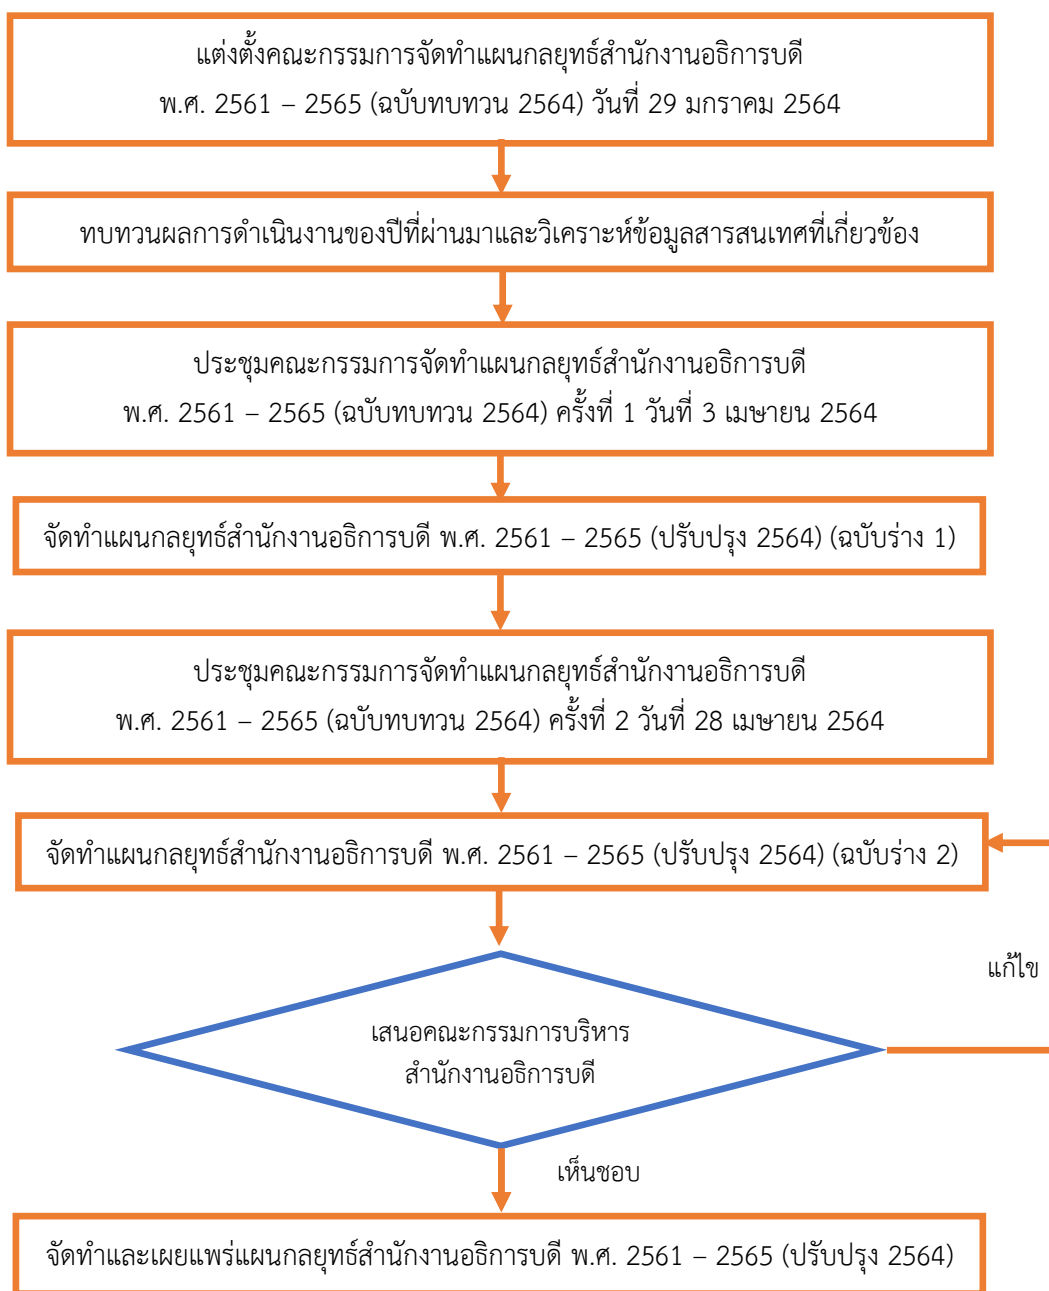 แต่งตั้งคณะกรรมการจัดทำแผนกลยุทธ์สำนักงานอธิการบดี
พ.ศ. 2561 – 2565 (ฉบับทบทวน 2564) วันที่ 29 มกราคม 2564
ทบทวนผลการดำเนินงานของปีที่ผ่านมาและวิเคราะห์ข้อมูลสารสนเทศที่เกี่ยวข้อง
ประชุมคณะกรรมการจัดทำแผนกลยุทธ์สำนักงานอธิการบดี
พ.ศ. 2561 – 2565 (ฉบับทบทวน 2564) ครั้งที่ 1 วันที่ 3 เมษายน 2564
จัดทำแผนกลยุทธ์สำนักงานอธิการบดี พ.ศ. 2561 – 2565 (ปรับปรุง 2564) (ฉบับร่าง 1)
ประชุมคณะกรรมการจัดทำแผนกลยุทธ์สำนักงานอธิการบดี
พ.ศ. 2561 – 2565 (ฉบับทบทวน 2564) ครั้งที่ 2 วันที่ 28 เมษายน 2564
จัดทำแผนกลยุทธ์สำนักงานอธิการบดี พ.ศ. 2561 – 2565 (ปรับปรุง 2564) (ฉบับร่าง 2)
แก้ไข
เสนอคณะกรรมการบริหาร
สำนักงานอธิการบดี
เห็นชอบ
จัดทำและเผยแพร่แผนกลยุทธ์สำนักงานอธิการบดี พ.ศ. 2561 – 2565 (ปรับปรุง 2564)